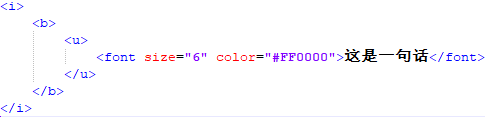 <i>
<b>
<u>
<font size="6" color="#FF0000">这是一句话</font>
</u>
</b>
</i>